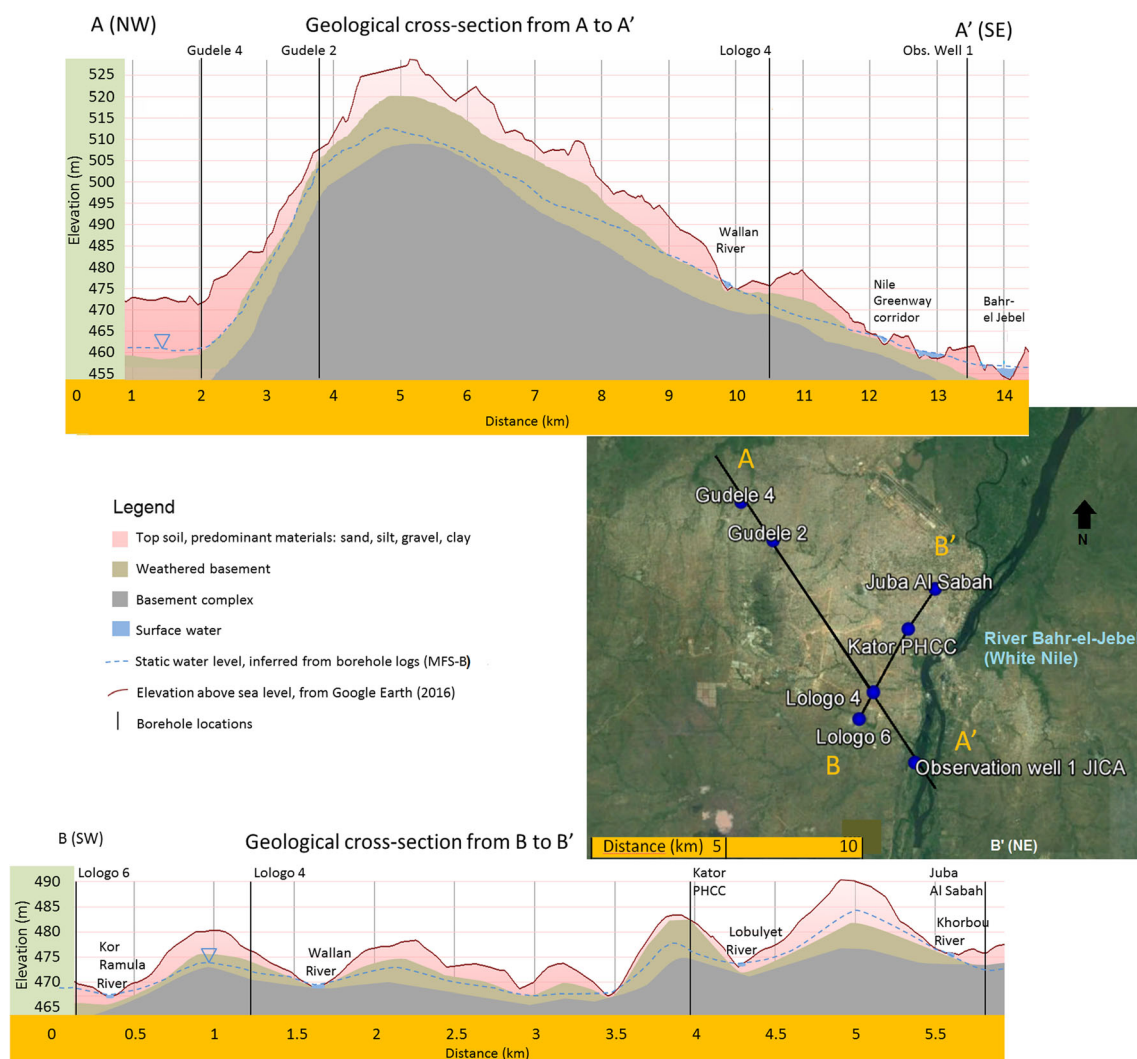 A (NW)
Geological cross-section from A to A’
A’ (SE)
Gudele 4
Gudele 2
Lologo 4
Obs. Well 1
Elevation (m)
525
520
515
510
505
500
495
490
485
480
475
470
465
460
455
Wallan
River
Nile
Greenway
corridor
Bahr-
el Jebel
0 1 2 3 4 5 6 7 8 9 10 11 12 13 14
Distance (km)
Legend
Top soil, predominant materials: sand, silt, gravel, clay
Weathered basement
Basement complex
Surface water
Static water level, inferred from borehole logs (MFS-B)
Elevation above sea level, from Google Earth (2016)
Borehole locations
A
Gudele 4
Gudele 2
N
B’
Juba Al Sabah
Kator PHCC
River Bahr-el-Jebel
(White Nile)
Lologo 4
Lologo 6
B
A’
Observation well 1 JICA
Distance (km) 5 10
B' (NE)
B (SW)
Geological cross-section from B to B’
Lologo 6
Lologo 4
Kator
PHCC
Juba
Al Sabah
Elevation (m)
490
485
480
475
470
465
Kor
Ramula
River
Wallan
River
Lobulyet
River
Khorbou
River
0 0.5 1 1.5 2 2.5 3 3.5 4 4.5 5 5.5
Distance (km)